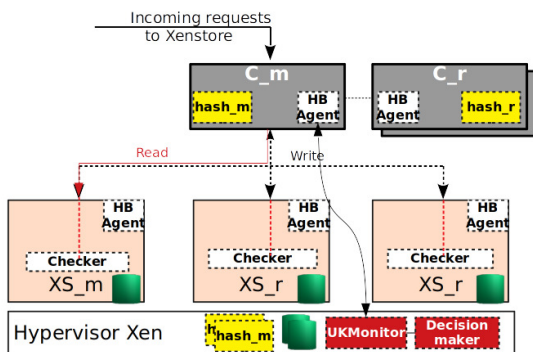 Incoming requests
to Xenstore
C_m
hash_m
HB
Agent
C_r
HB
Agent
hash_r
Read
Write
HB
Agent
Checker
XS_m
HB
Agent
Checker
XS_r
HB
Agent
Checker
XS_r
Hypervisor Xen
hash_m
UKMonitor
Decision
maker